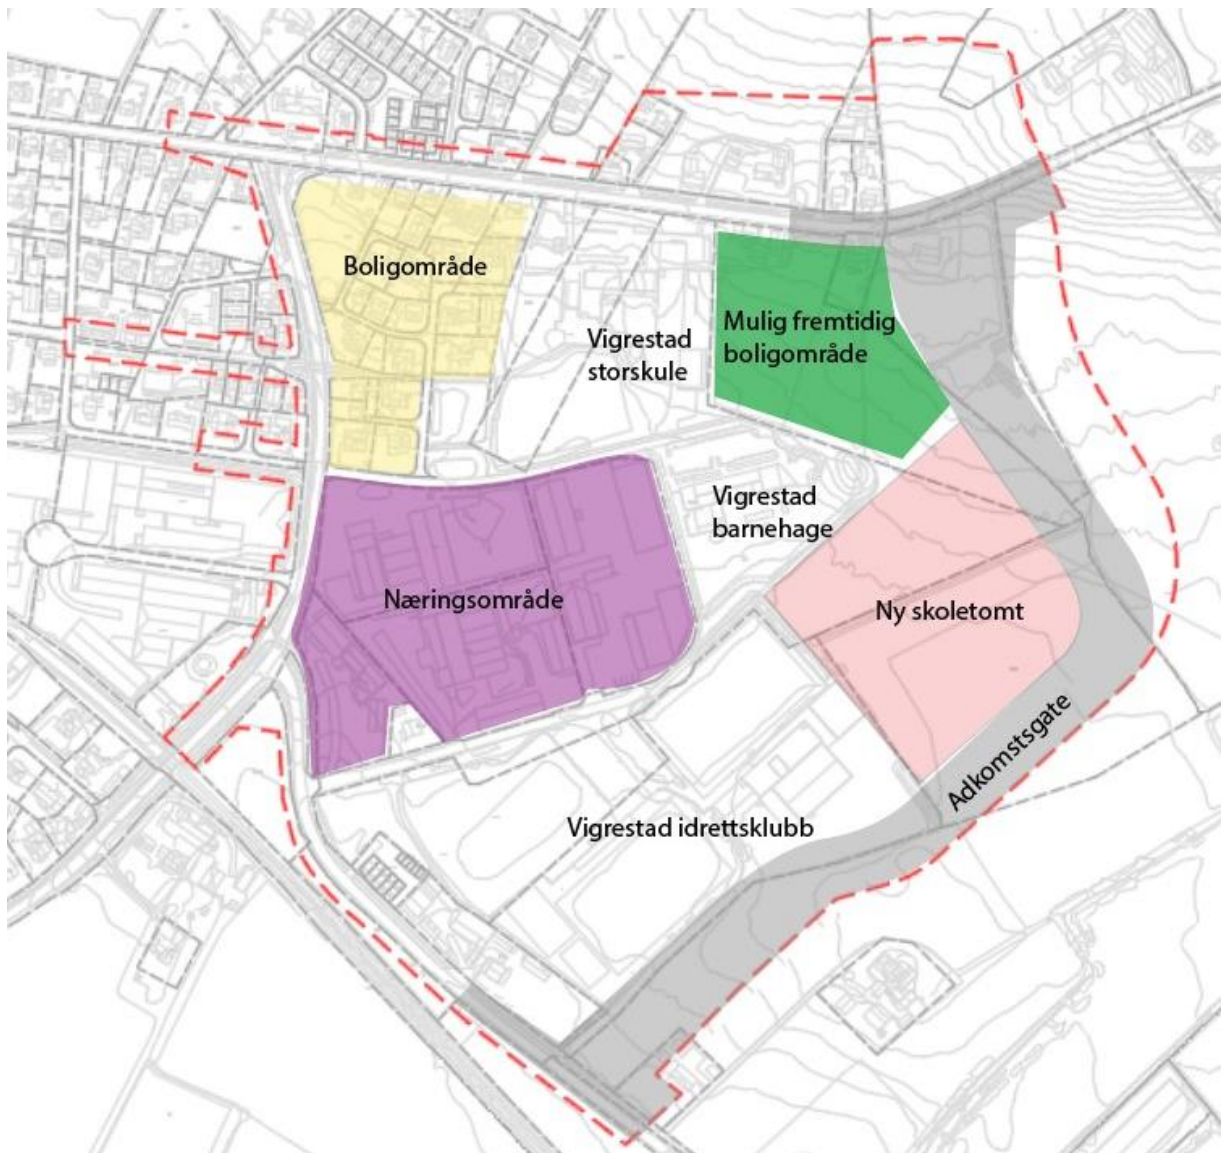 Boligområde
Mulig fremtidig
boligområde
Vigrestad
storskule
Vigrestad
barnehage
Næringsområde
Ny skoletomt
Adkomstsgate
Vigrestad idrettsklubb